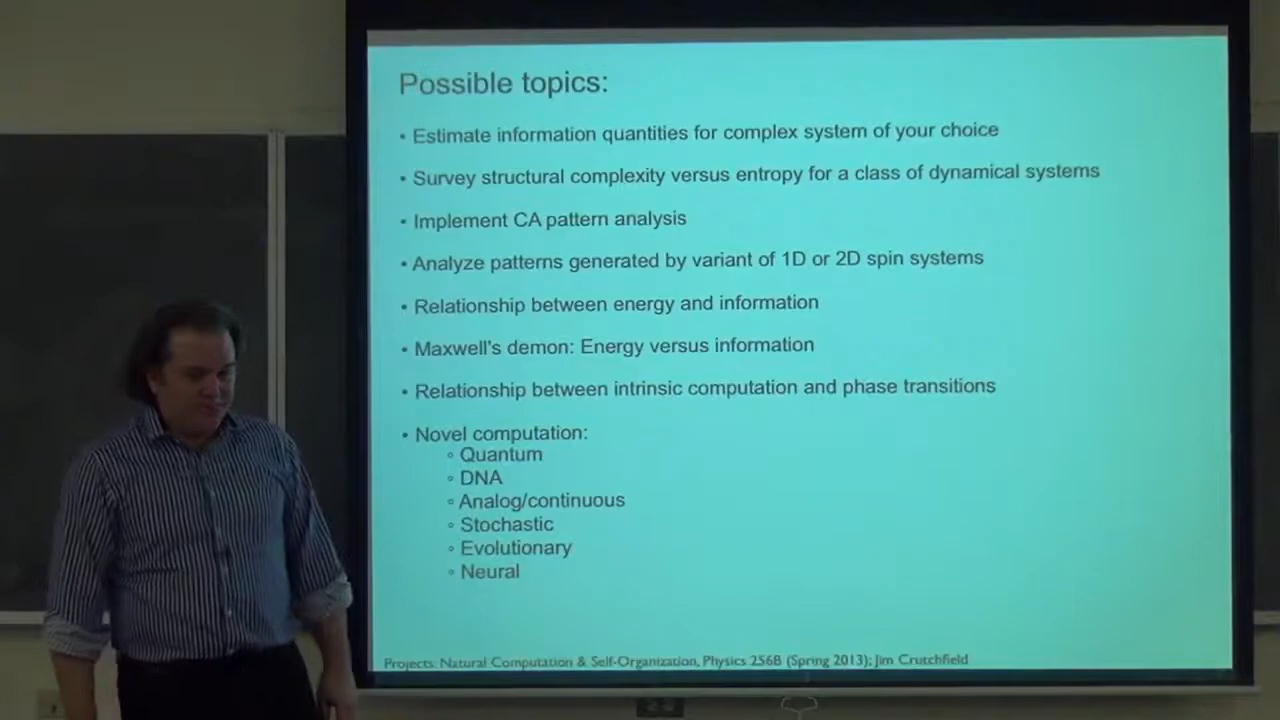 Possible topics:
• Estimate information quantities for complex system of your choice
• Survey structural complexity versus entropy for a class of dynamical systems
• Implement CA pattern analysis
• Analyze patterns generated by variant of 1D or 2D spin systems
• Relationship between energy and information
• Maxwell's demon: Energy versus information
• Relationship between intrinsic computation and phase transitions
• Novel computation:
◦ Quantum
◦ DNA
◦ Analog/continuous
◦ Stochastic
◦ Evolutionary
◦ Neural
Projects: Natural Computation & Self-Organization, Physics 256B (Spring 2013); Jim Crutchfield